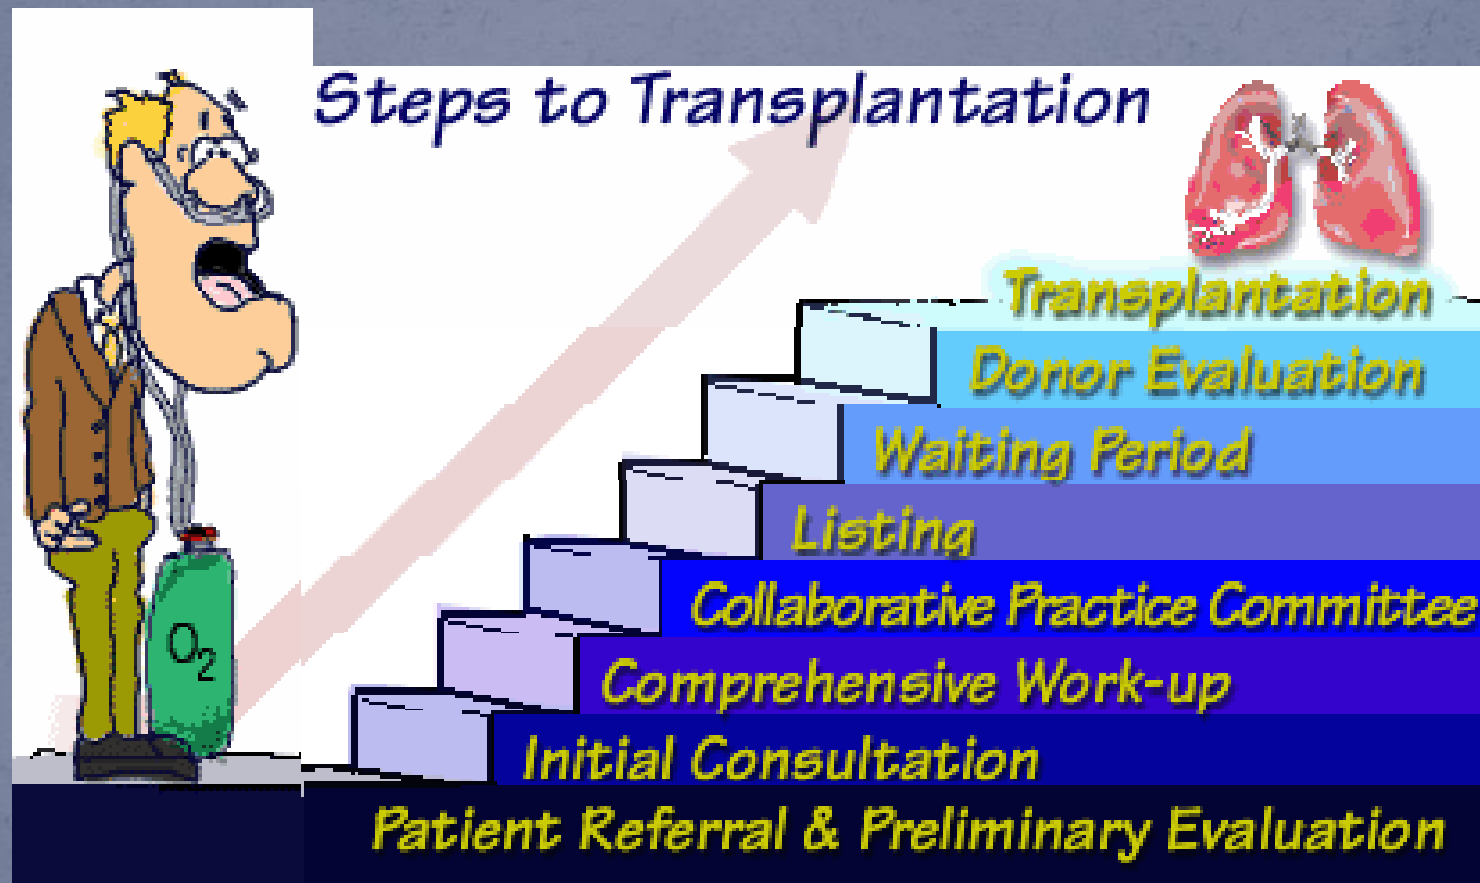 Steps to Transplantation
Transplantation
Donor Evaluation
Waiting Period
Listing
Collaborative Practice Committee
Comprehensive Work-up
Initial Consultation
Patient Referral & Preliminary Evaluation
O2